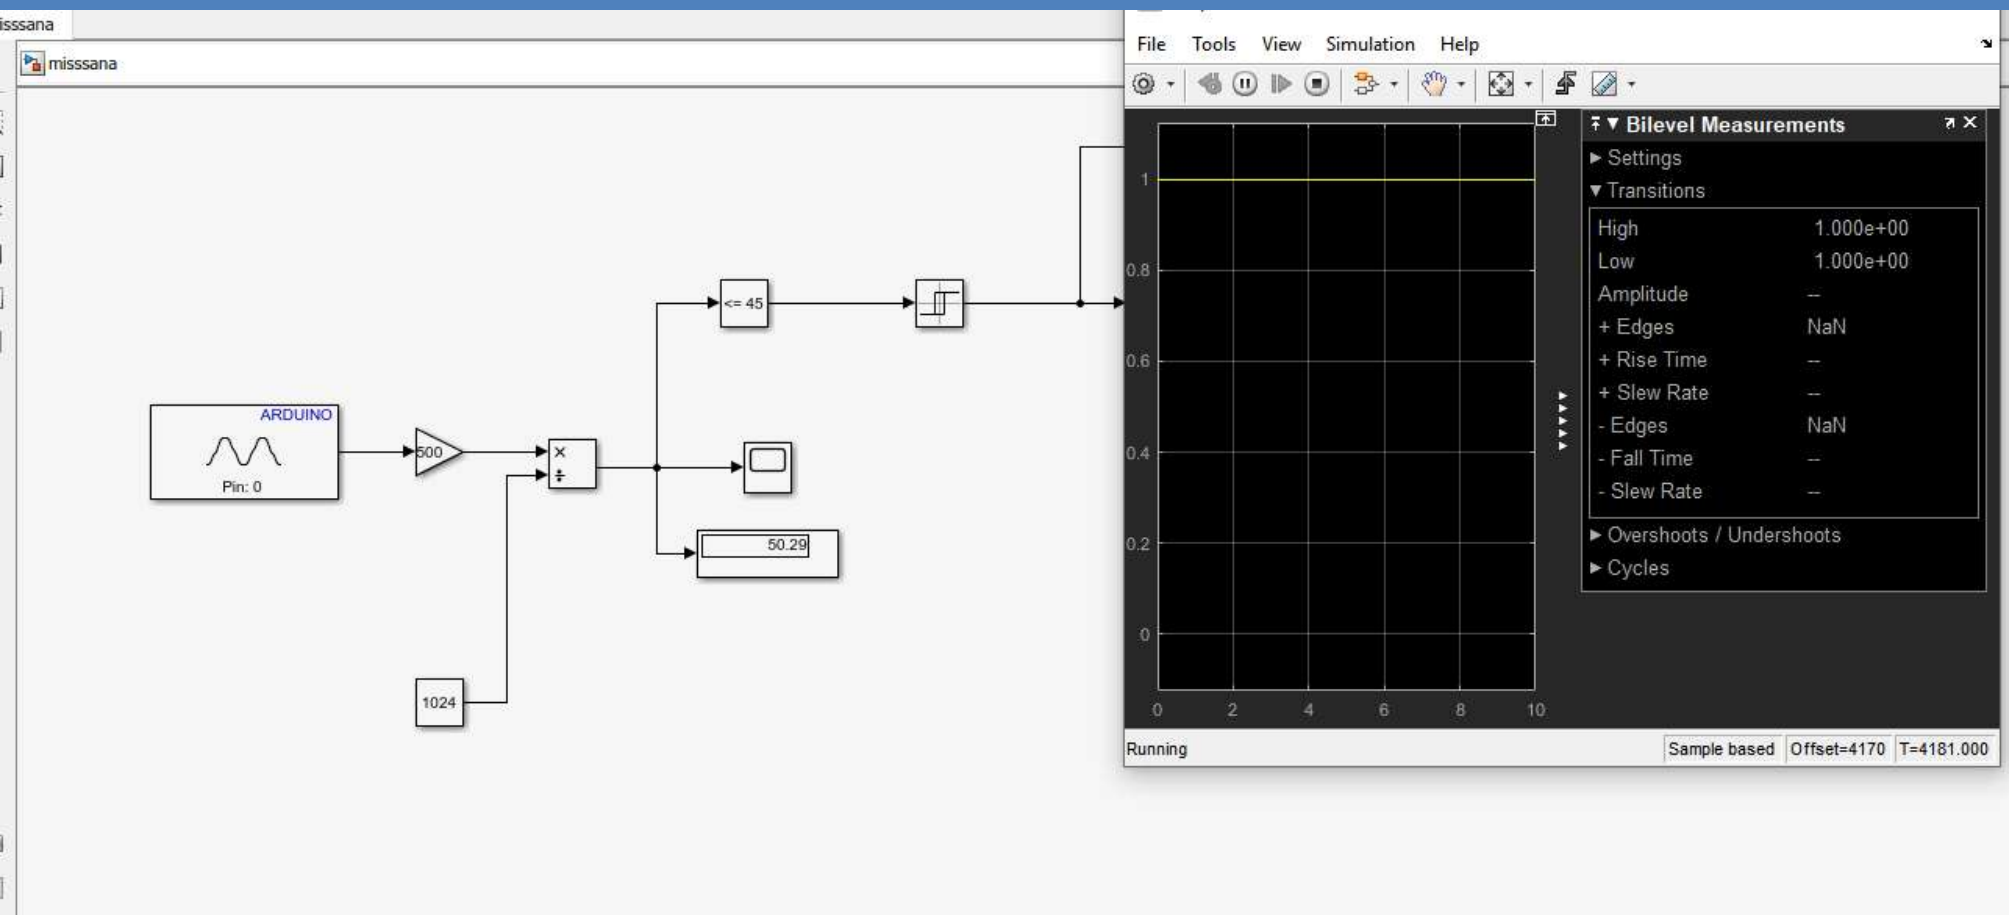 isssana
misssana
ARDUINO
Pin: 0
500
×
÷
1024
<= 45
50.29
File Tools View Simulation Help
1
0.8
0.6
0.4
0.2
0
0 2 4 6 8 10
Bilevel Measurements
Settings
Transitions
High 1.000e+00
Low 1.000e+00
Amplitude --
+ Edges NaN
+ Rise Time --
+ Slew Rate --
- Edges NaN
- Fall Time --
- Slew Rate --
Overshoots / Undershoots
Cycles
Running Sample based Offset=4170 T=4181.000